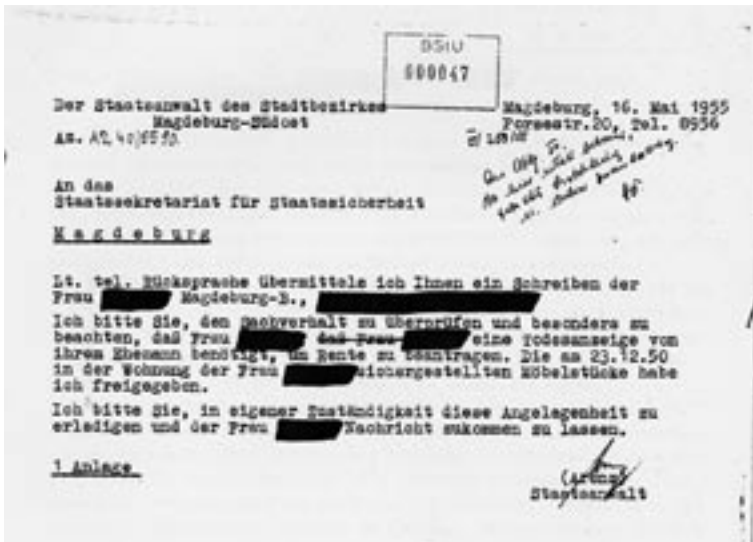 BStU
000047
Der Staatsanwalt des Stadtbezirkes
Magdeburg-Südost
Az.
Magdeburg, 16. Mai 1955
Porsestr.20, Tel. 8956
An das
Staatssekretariat für Staatssicherheit
Magdeburg
Lt. tel. Rücksprache übermittele ich Ihnen ein Schreiben der
Frau Magdeburg-B.,
Ich bitte Sie, den Sachverhalt zu überprüfen und besonders zu
beachten, daß Frau daß Frau eine Todesanzeige von
ihrem Ehemann benötigt, um Rente zu beantragen. Die am 23.12.50
in der Wohnung der Frau sichergestellten Möbelstücke habe
ich freigegeben.
Ich bitte Sie, in eigener Zuständigkeit diese Angelegenheit zu
erledigen und der Frau Nachricht zukommen zu lassen.
1 Anlage
(Arens)
Staatsanwalt